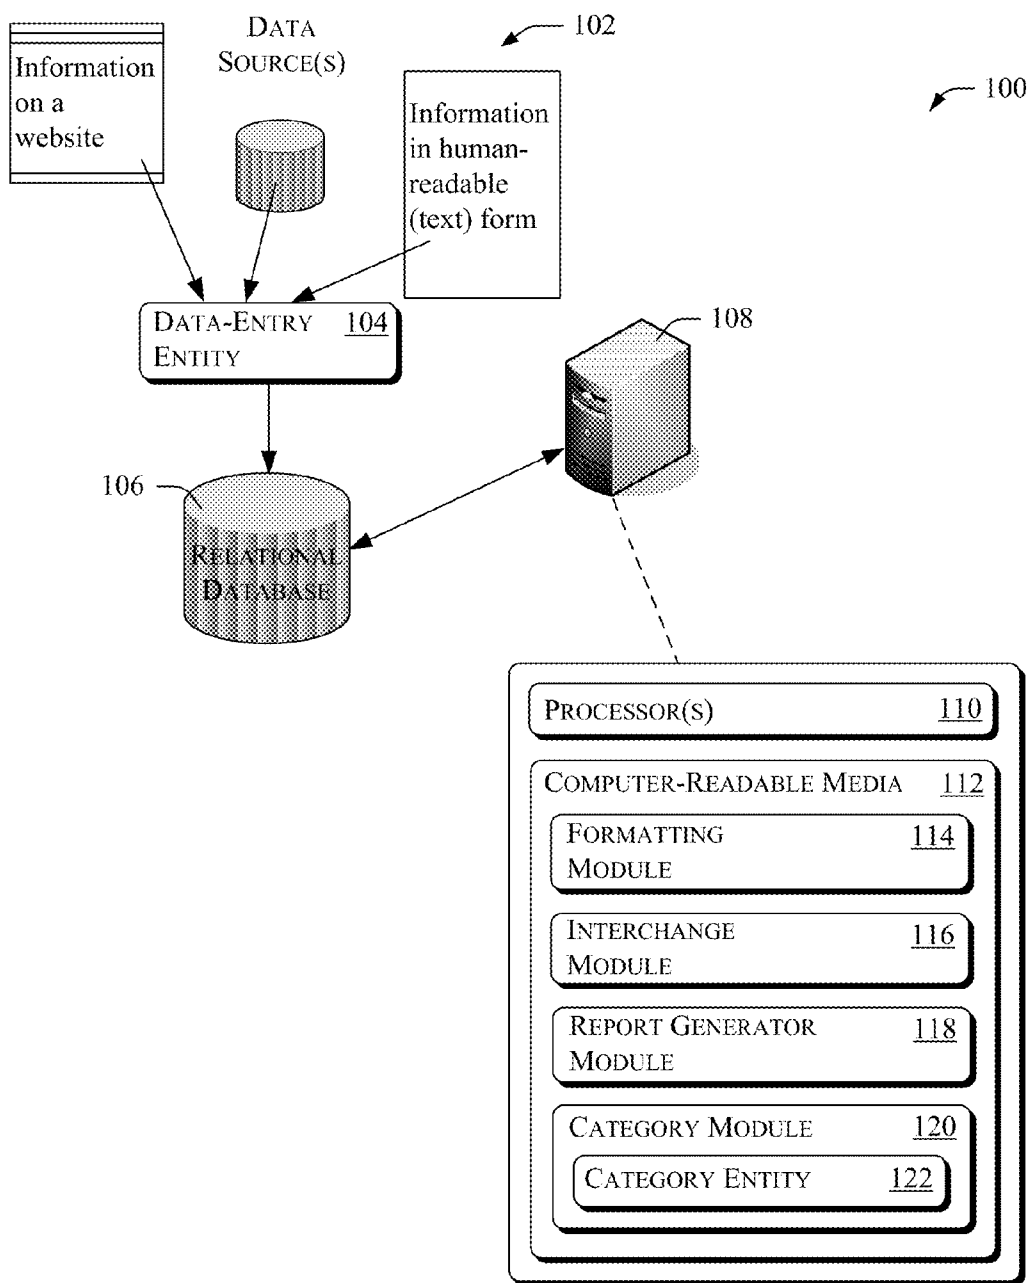 DATA
SOURCE(S)
102
100
Information
on a
website
Information
in human-
readable
(text) form
DATA-ENTRY 104
ENTITY
108
106
RELATIONAL
DATABASE
PROCESSOR(S) 110
COMPUTER-READABLE MEDIA 112
FORMATTING 114
MODULE
INTERCHANGE 116
MODULE
REPORT GENERATOR 118
MODULE
CATEGORY MODULE 120
CATEGORY ENTITY 122